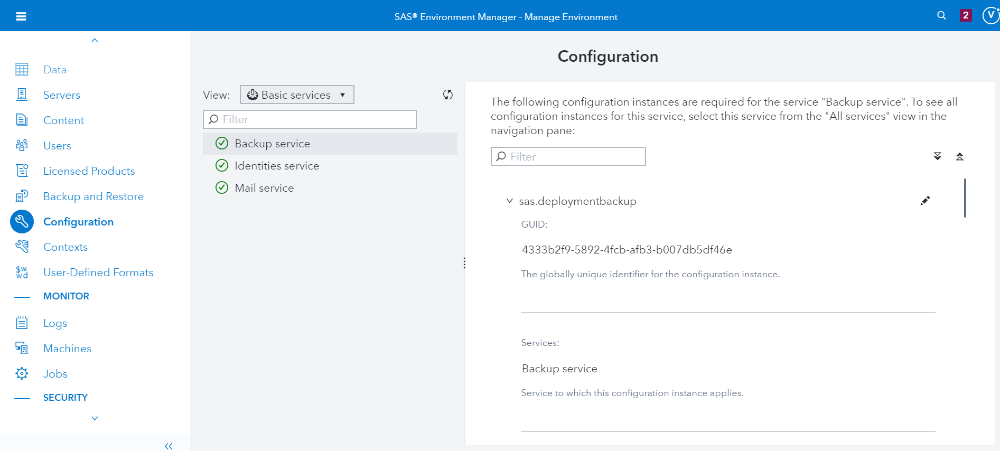 SAS® Environment Manager - Manage Environment
2
V
Data
Servers
Content
Users
Licensed Products
Backup and Restore
Configuration
Contexts
$w.
w.d
User-Defined Formats
MONITOR
Logs
Machines
Jobs
SECURITY
Configuration
View:
Basic services
Filter
Backup service
Identities service
Mail service
The following configuration instances are required for the service "Backup service". To see all
configuration instances for this service, select this service from the "All services" view in the
navigation pane:
Filter
sas.deploymentbackup
GUID:
4333b2f9-5892-4fcb-afb3-b007db5df46e
The globally unique identifier for the configuration instance.
Services:
Backup service
Service to which this configuration instance applies.